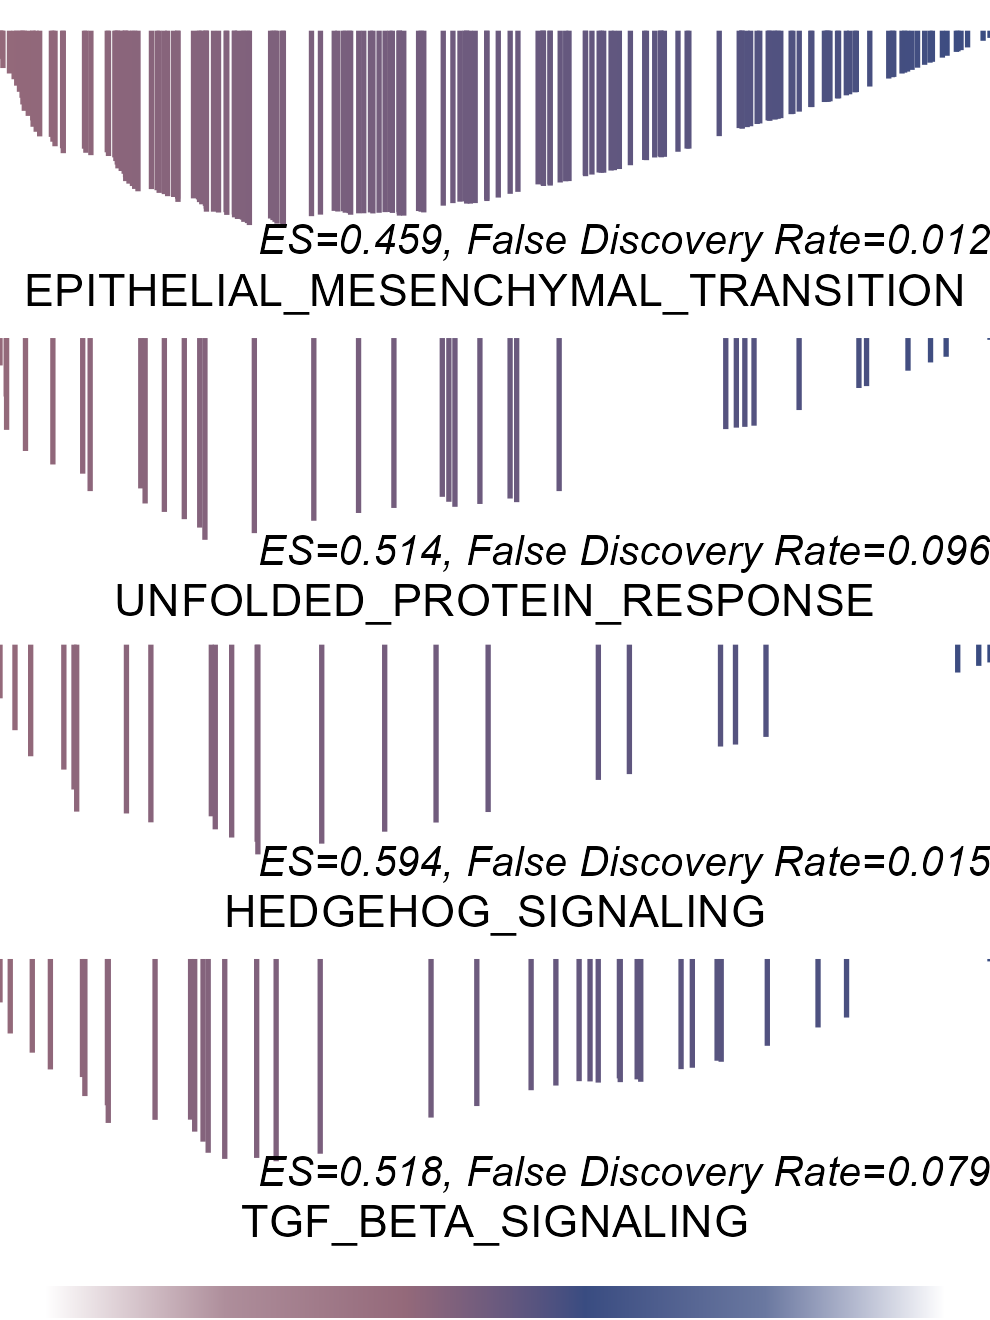 ES=0.459, False Discovery Rate=0.012
EPITHELIAL_MESENCHYMAL_TRANSITION
ES=0.514, False Discovery Rate=0.096
UNFOLDED_PROTEIN_RESPONSE
ES=0.594, False Discovery Rate=0.015
HEDGEHOG_SIGNALING
ES=0.518, False Discovery Rate=0.079
TGF_BETA_SIGNALING